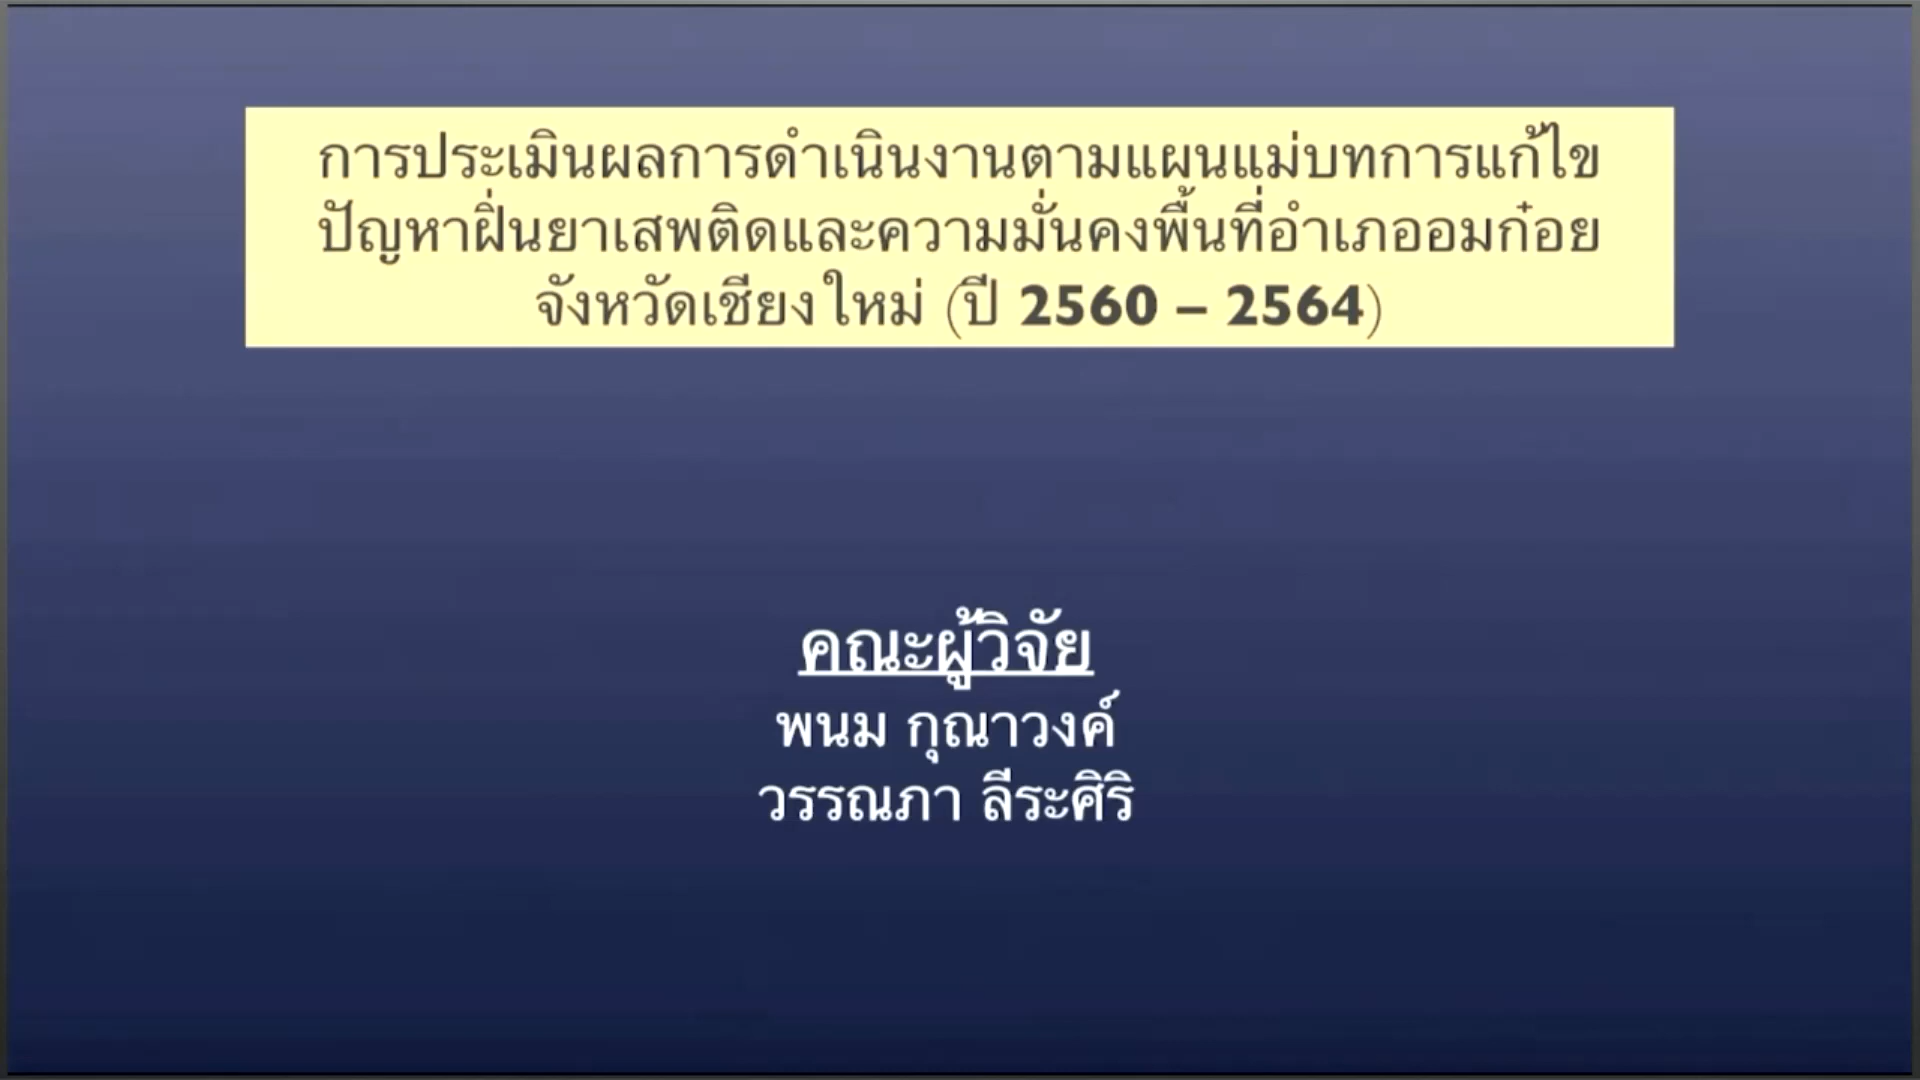 การประเมินผลการดำเนินงานตามแผนแม่บทการแก้ไข
ปัญหาฝิ่นยาเสพติดและความมั่นคงพื้นที่อำเภออมก๋อย
จังหวัดเชียงใหม่ (ปี 2560 – 2564)
คณะผู้วิจัย
พนม กุณาวงค์
วรรณภา ลีระศิริ